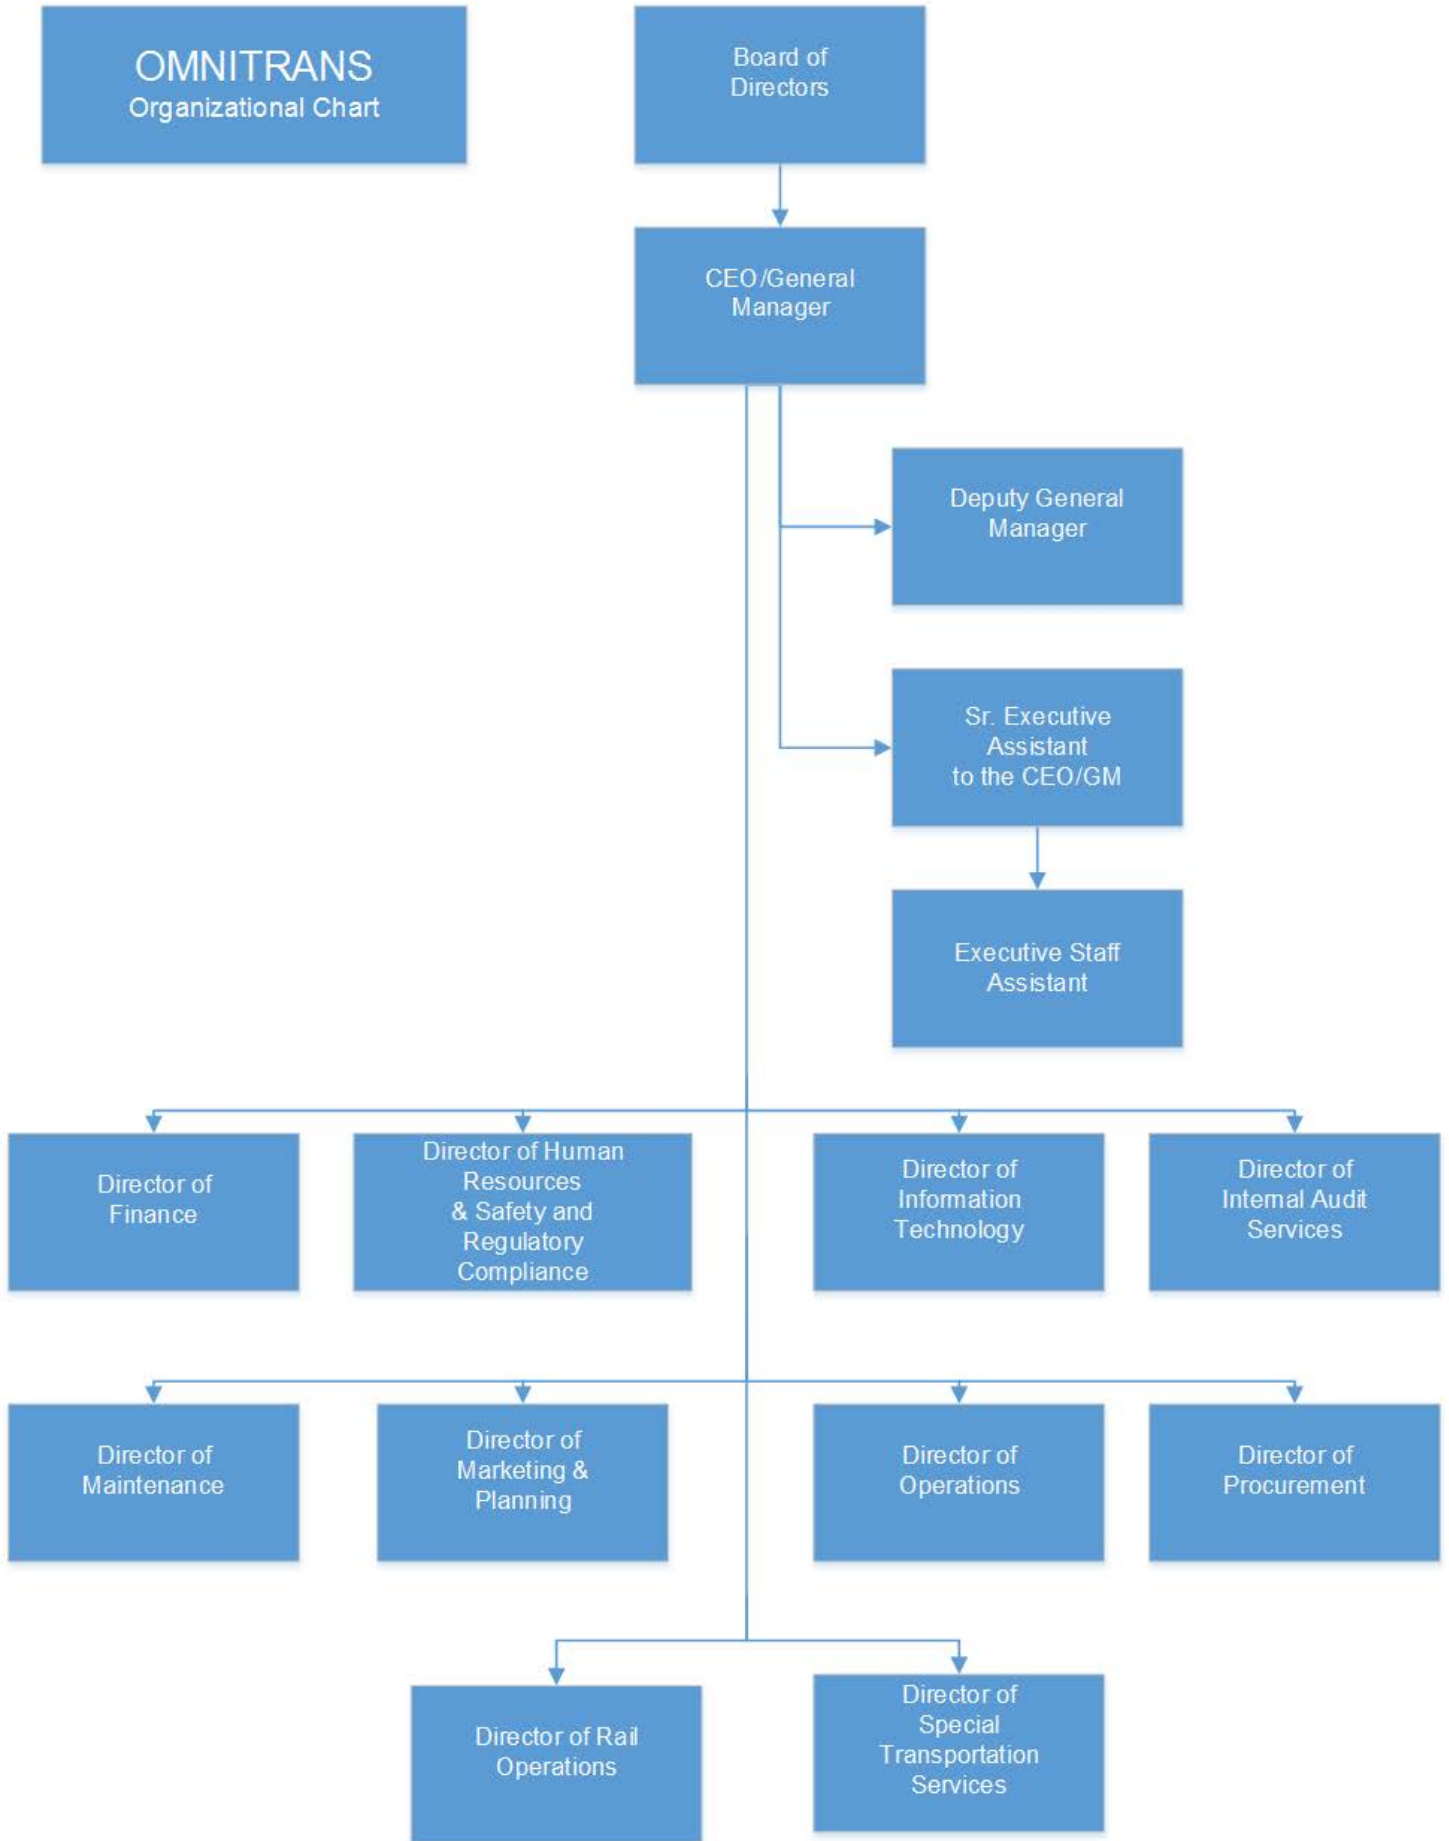 OMNITRANS
Organizational Chart
Board of
Directors
CEO/General
Manager
Deputy General
Manager
Sr. Executive
Assistant
to the CEO/GM
Executive Staff
Assistant
Director of
Finance
Director of Human
Resources
& Safety and
Regulatory
Compliance
Director of
Information
Technology
Director of
Internal Audit
Services
Director of
Maintenance
Director of
Marketing &
Planning
Director of
Operations
Director of
Procurement
Director of Rail
Operations
Director of
Special
Transportation
Services